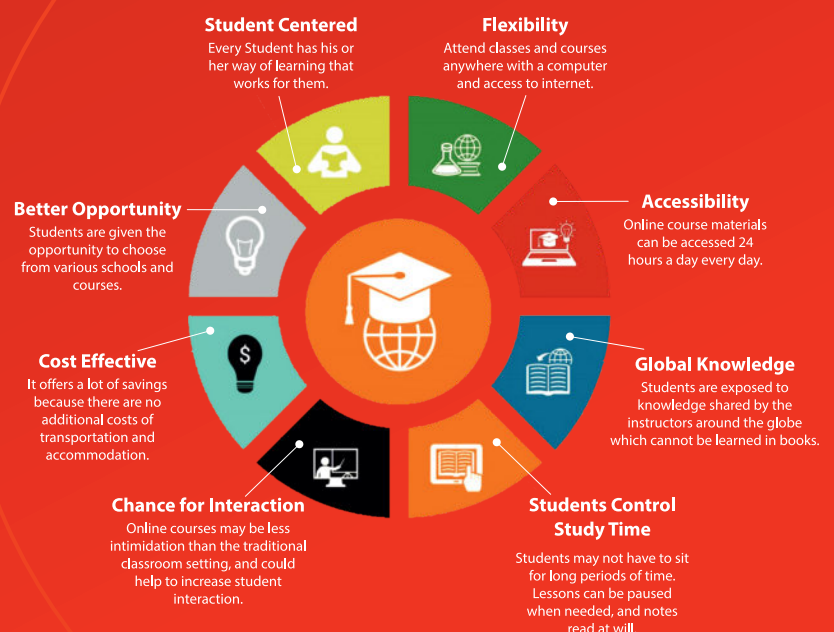 Student Centered
Every Student has his or
her way of learning that
works for them.
Flexibility
Attend classes and courses
anywhere with a computer
and access to internet.
Accessibility
Online course materials
can be accessed 24
hours a day every day.
Global Knowledge
Students are exposed to
knowledge shared by the
instructors around the globe
which cannot be learned in books.
Students Control
Study Time
Students may not have to sit
for long periods of time.
Lessons can be paused
when needed, and notes
read at will
Chance for Interaction
Online courses may be less
intimidation than the traditional
classroom setting, and could
help to increase student
interaction.
Cost Effective
It offers a lot of savings
because there are no
additional costs of
transportation and
accommodation.
$
Better Opportunity
Students are given the
opportunity to choose
from various schools and
courses.